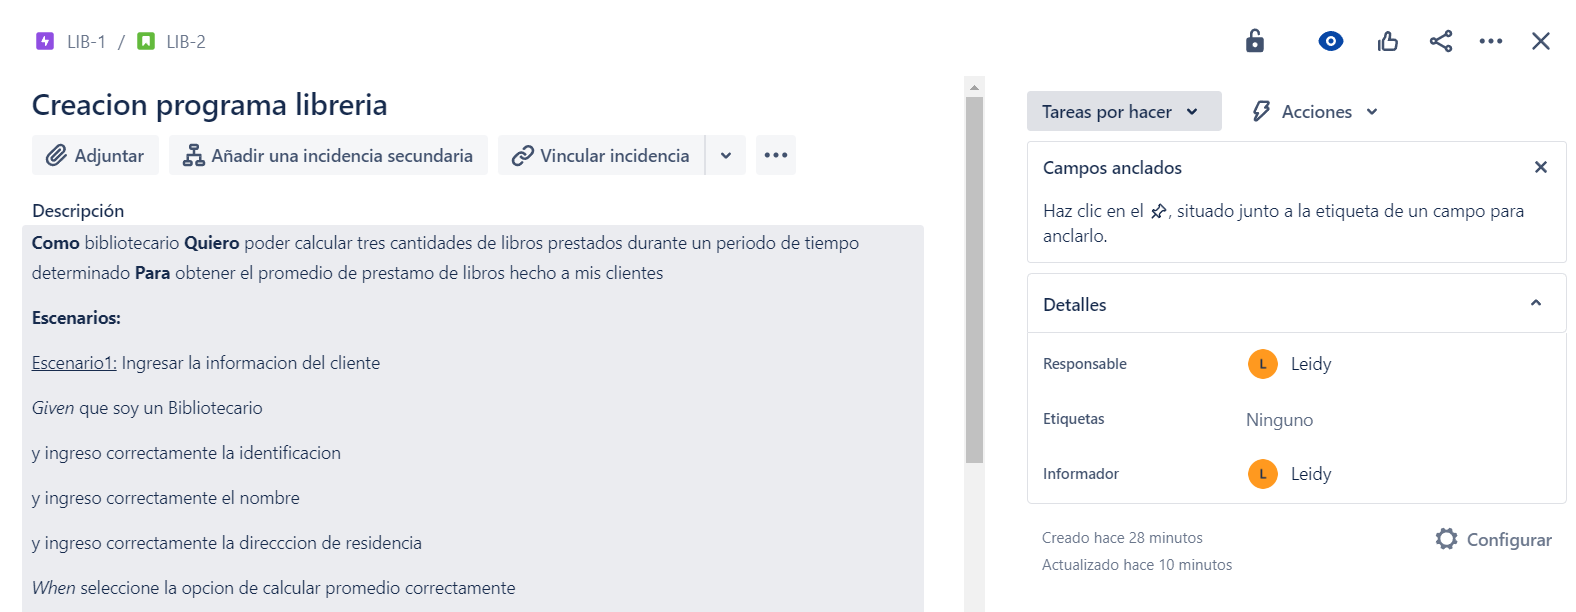 LIB-1 / LIB-2
Creacion programa libreria
Adjuntar
Añadir una incidencia secundaria
Vincular incidencia
Descripción
Como bibliotecario Quiero poder calcular tres cantidades de libros prestados durante un periodo de tiempo
determinado Para obtener el promedio de prestamo de libros hecho a mis clientes
Escenarios:
Escenario1: Ingresar la informacion del cliente
Given que soy un Bibliotecario
y ingreso correctamente la identificacion
y ingreso correctamente el nombre
y ingreso correctamente la direcccion de residencia
When seleccione la opcion de calcular promedio correctamente
Tareas por hacer
Acciones
Campos anclados
Haz clic en el , situado junto a la etiqueta de un campo para
anclarlo.
Detalles
Responsable
L Leidy
Etiquetas
Ninguno
Informador
L Leidy
Creado hace 28 minutos
Actualizado hace 10 minutos
Configurar